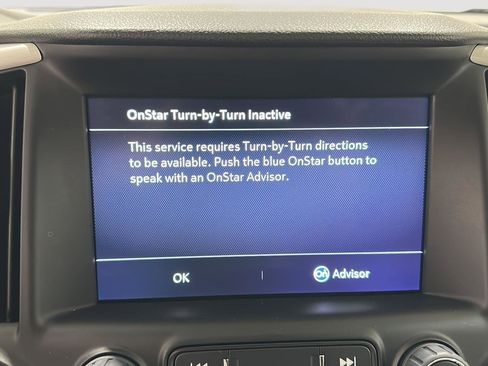 OnStar Turn-by-Turn Inactive
This service requires Turn-by-Turn directions
to be available. Push the blue OnStar button to
speak with an OnStar Advisor.
OK
On Advisor